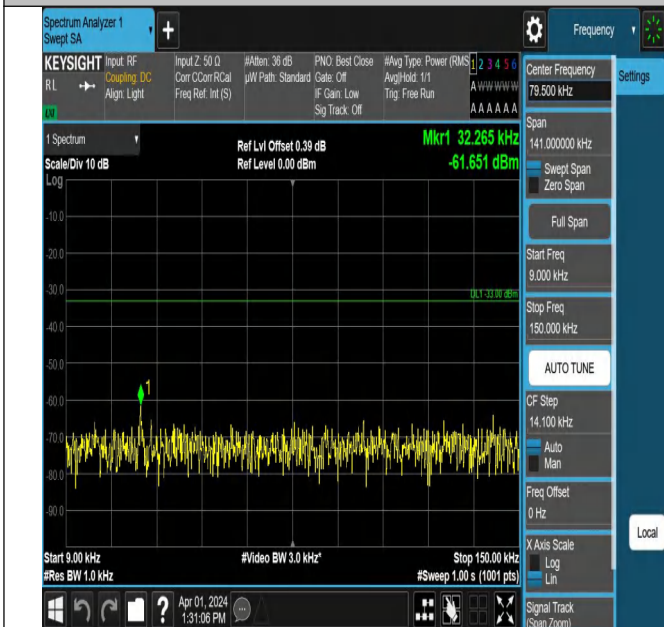 Spectrum Analyzer 1
Swept SA
Frequency
KEYSIGHT
RL
LXI
Input: RF
Coupling: DC
Align: Light
Input Z: 50 Ω
Corr CCorr RCal
Freq Ref: Int (S)
#Atten: 36 dB
µW Path: Standard
PNO: Best Close
Gate: Off
IF Gain: Low
Sig Track: Off
#Avg Type: Power (RMS
Avg|Hold: 1/1
Trig: Free Run
1 2 3 4 5 6
A W W W W W
A A A A A A
1 Spectrum
Scale/Div 10 dB
Log
Ref Lvl Offset 0.39 dB
Ref Level 0.00 dBm
Mkr1 32.265 kHz
-61.651 dBm
-10.0
-20.0
-30.0
DL1 -33.00 dBm
-40.0
-50.0
1
-60.0
-70.0
-80.0
-90.0
Start 9.00 kHz
#Res BW 1.0 kHz
#Video BW 3.0 kHz*
Stop 150.00 kHz
#Sweep 1.00 s (1001 pts)
?
Apr 01, 2024
1:31:06 PM
Center Frequency
79.500 kHz
Settings
Span
141.000000 kHz
Swept Span
Zero Span
Full Span
Start Freq
9.000 kHz
Stop Freq
150.000 kHz
AUTO TUNE
CF Step
14.100 kHz
Auto
Man
Freq Offset
0 Hz
X Axis Scale
Log
Lin
Local
Signal Track
(Span Zoom)